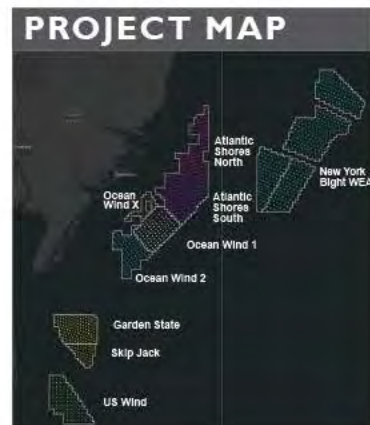 PROJECT MAP
Atlantic
Shores
North
New York
Bight WEA
Ocean
Wind X
Atlantic
Shores
South
Ocean Wind 1
Ocean Wind 2
Garden State
Skip Jack
US Wind